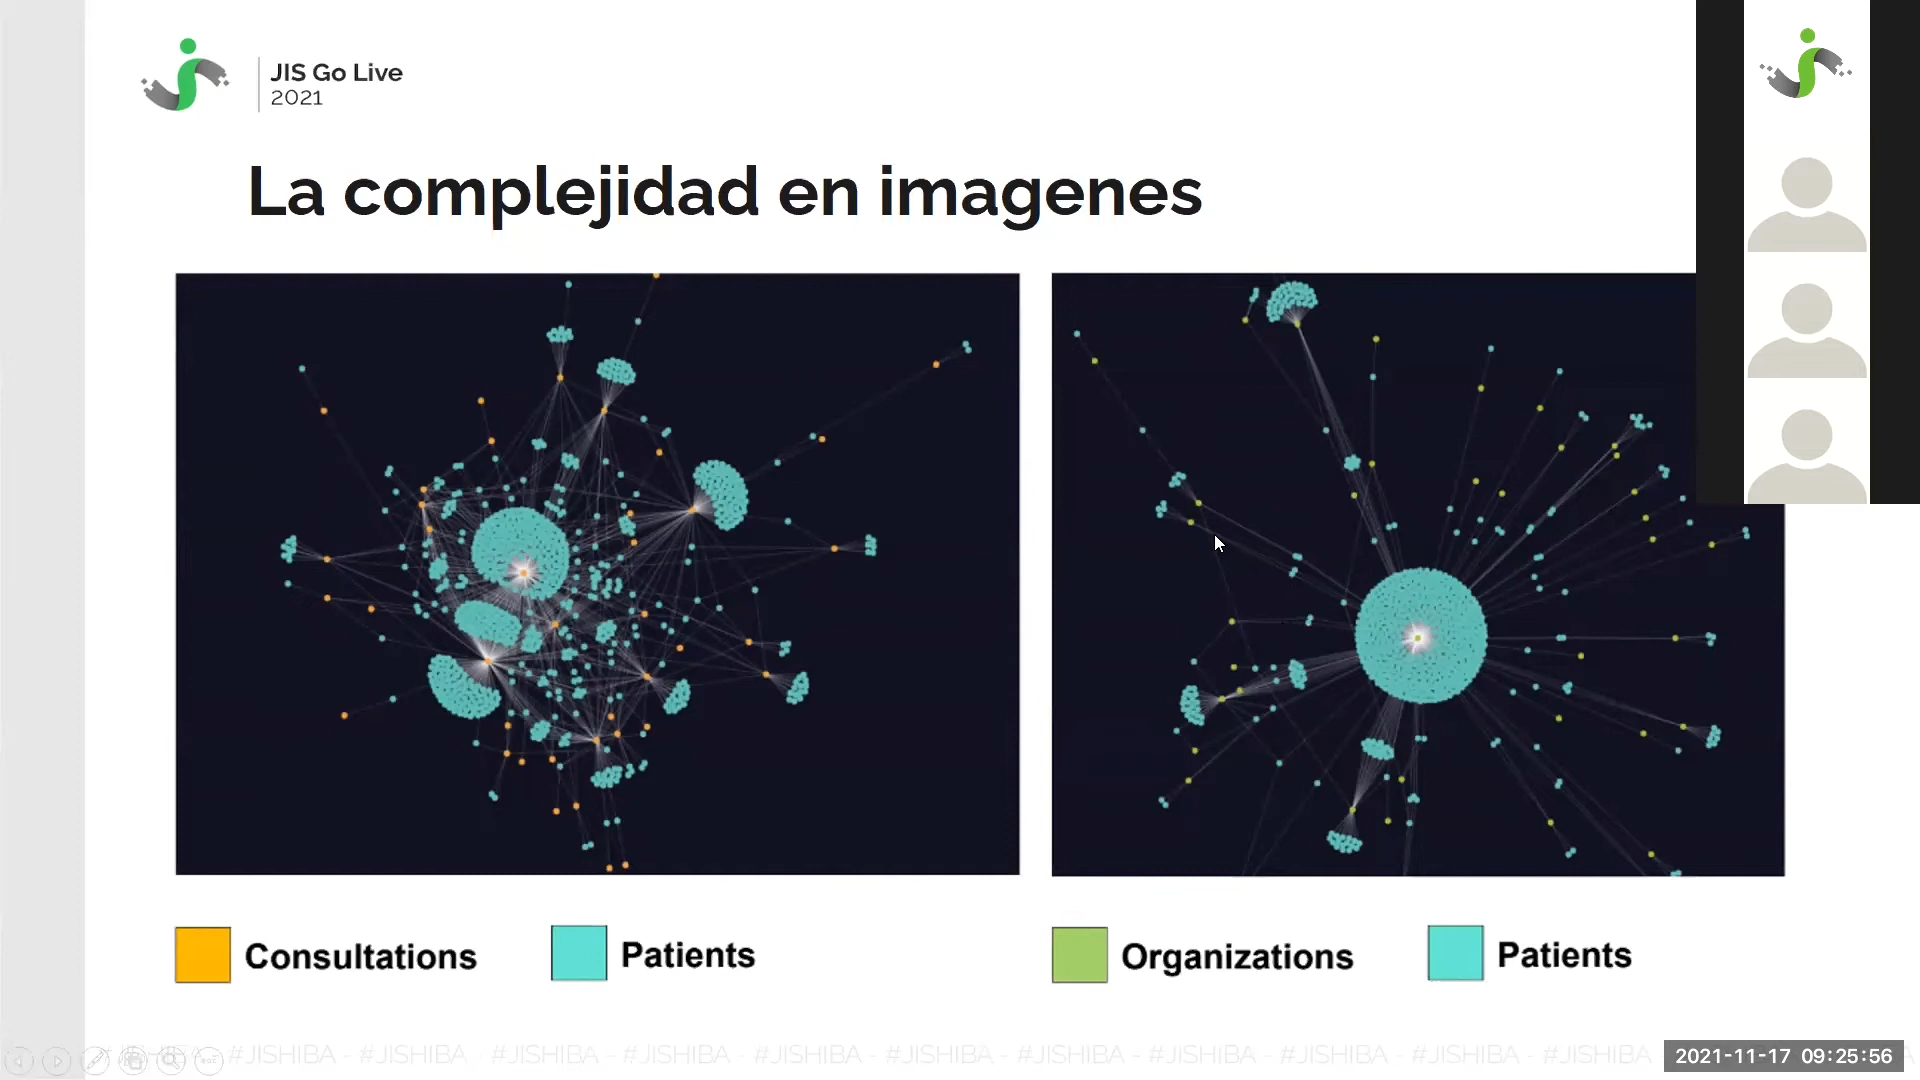 JIS Go Live
2021
La complejidad en imagenes
Consultations
Patients
Organizations
Patients
#JISHIBA - #JISHIBA - #JISHIBA - #JISHIBA - #JISHIBA - #JISHIBA - #JISHIBA - #JISHIBA - #JISHIBA - #JISHIBA - #JISHIBA
2021-11-17 09:25:56